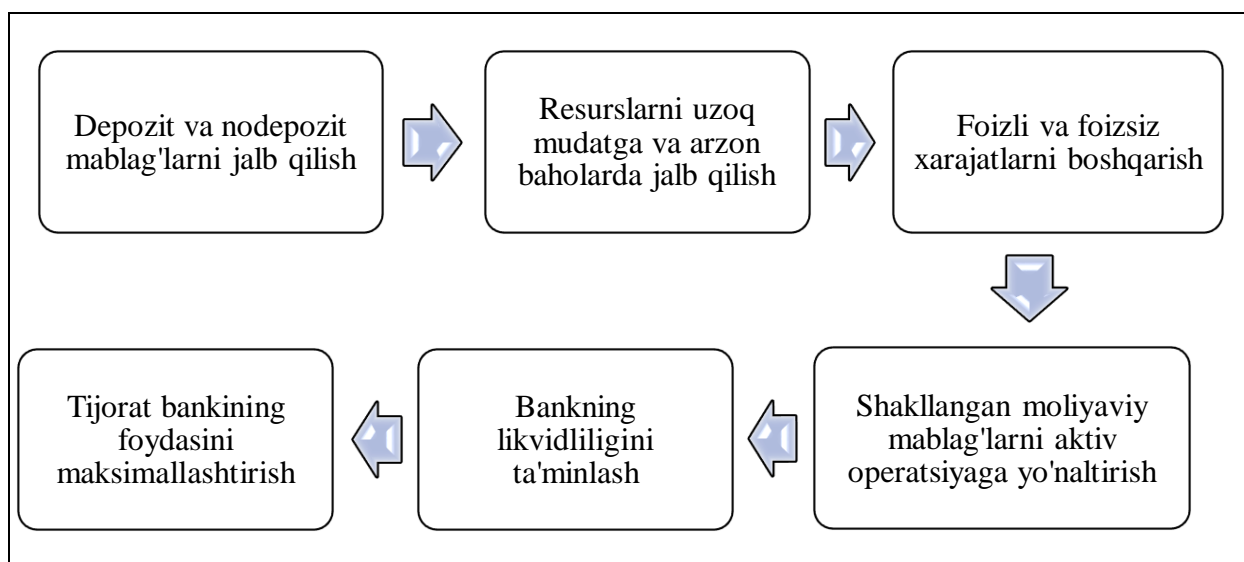 Depozit va nodepozit
mablag'larni jalb qilish
Resurslarni uzoq
mudatga va arzon
baholarda jalb qilish
Foizli va foizsiz
xarajatlarni boshqarish
Shakllangan moliyaviy
mablag'larni aktiv
operatsiyaga yo'naltirish
Bankning
likvidliligini
ta'minlash
Tijorat bankining
foydasini
maksimallashtirish